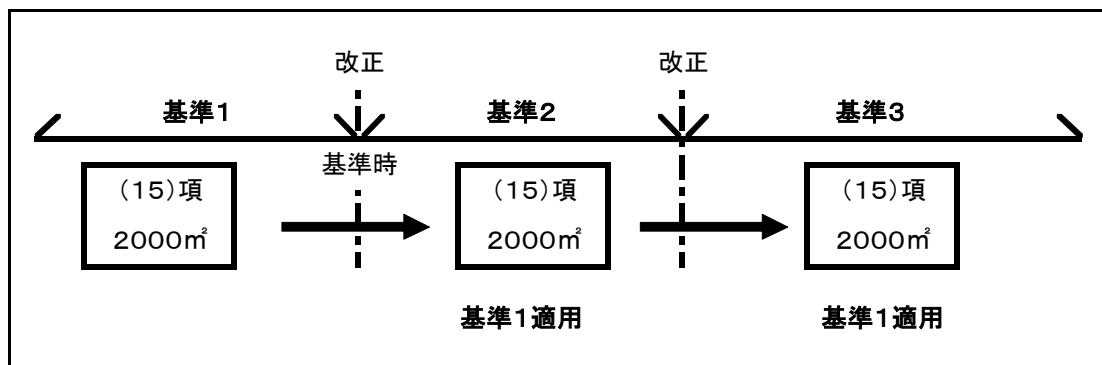 改正 改正
基準1 基準2 基準3
基準時
(15)項 (15)項 (15)項
2000㎡ 2000㎡ 2000㎡
基準1適用 基準1適用